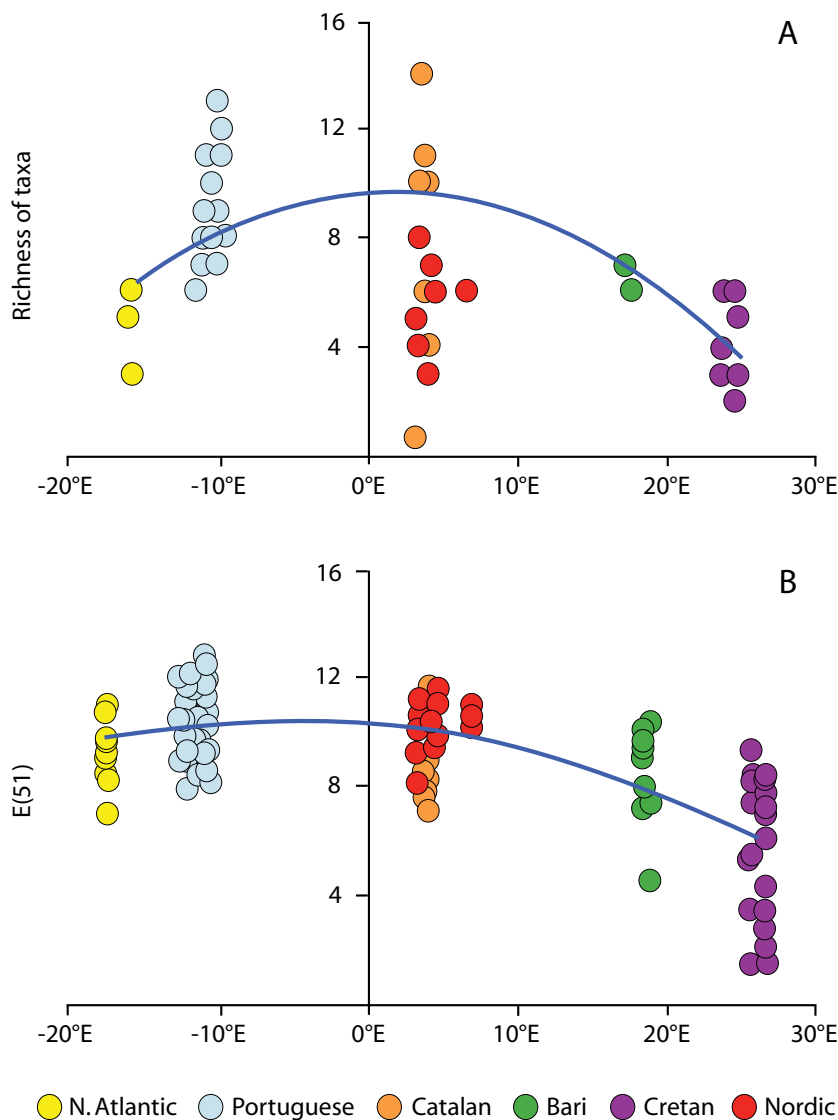 A
Richness of taxa
16
12
8
4
-20°E -10°E 0°E 10°E 20°E 30°E
B
E(51)
16
12
8
4
-20°E -10°E 0°E 10°E 20°E 30°E
N. Atlantic Portuguese Catalan Bari Cretan Nordic